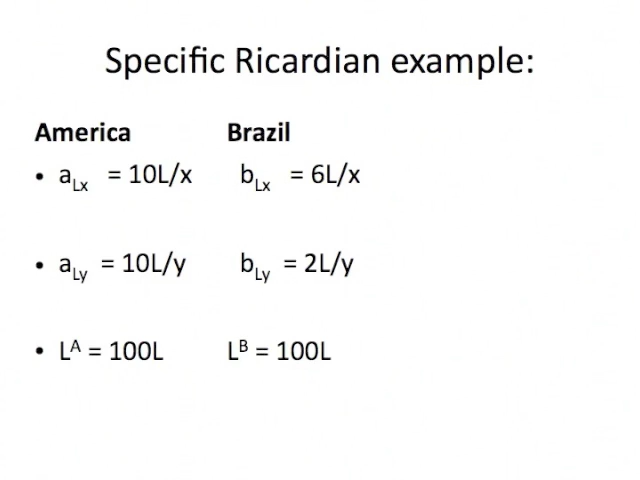 Specific Ricardian example:
America Brazil
• aLx = 10L/x bLx = 6L/x
• aLy = 10L/y bLy = 2L/y
• Lᴬ = 100L Lᴮ = 100L